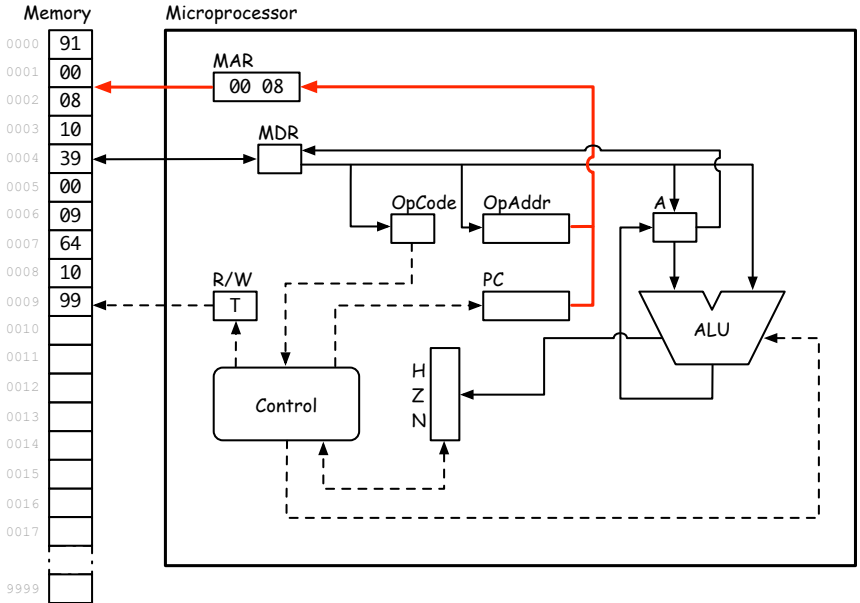 Memory
Microprocessor
0000 91
0001 00
0002 08
0003 10
0004 39
0005 00
0006 09
0007 64
0008 10
0009 99
0010
0011
0012
0013
0014
0015
0016
0017
9999
MAR
00 08
MDR
OpCode
OpAddr
A
R/W
T
PC
ALU
H
Z
N
Control